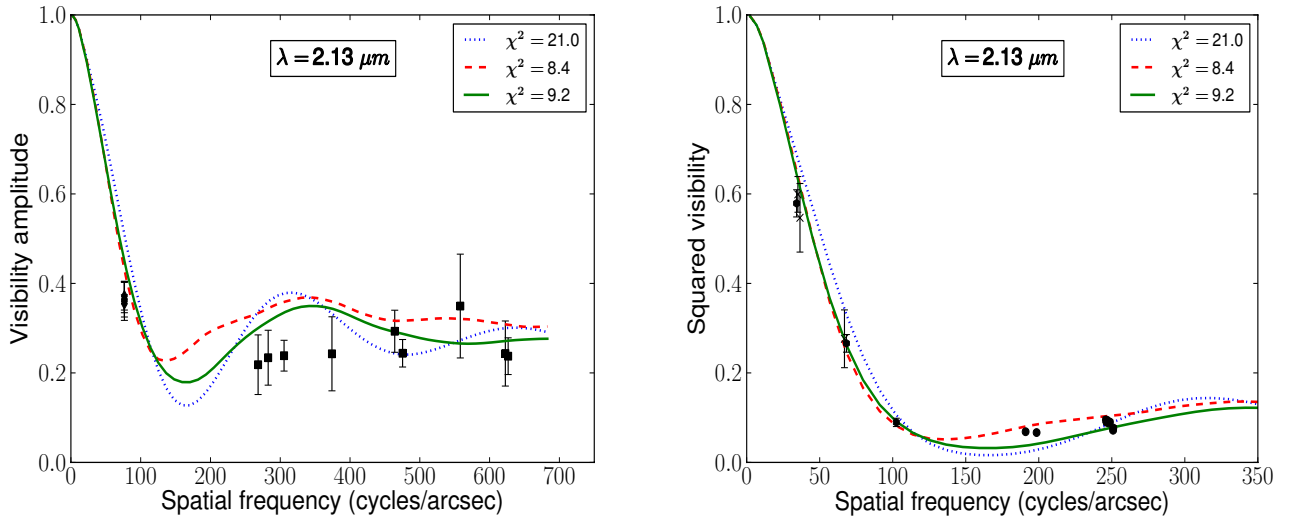 1.0
0.8
0.6
0.4
0.2
0.0
Visibility amplitude
λ = 2.13 μm
χ² = 21.0
χ² = 8.4
χ² = 9.2
0 100 200 300 400 500 600 700
Spatial frequency (cycles/arcsec)
1.0
0.8
0.6
0.4
0.2
0.0
Squared visibility
λ = 2.13 μm
χ² = 21.0
χ² = 8.4
χ² = 9.2
0 50 100 150 200 250 300 350
Spatial frequency (cycles/arcsec)